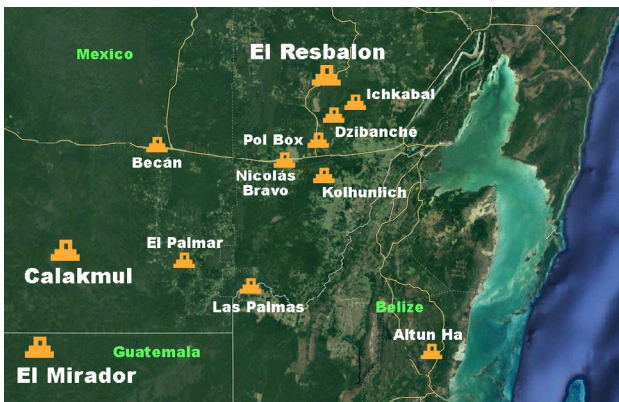 Mexico
El Resbalon
Ichkabal
Dzibanché
Pol Box
Becán
Nicolás
Bravo
Kolhunlich
El Palmar
Calakmul
Las Palmas
Belize
Altun Ha
Guatemala
El Mirador